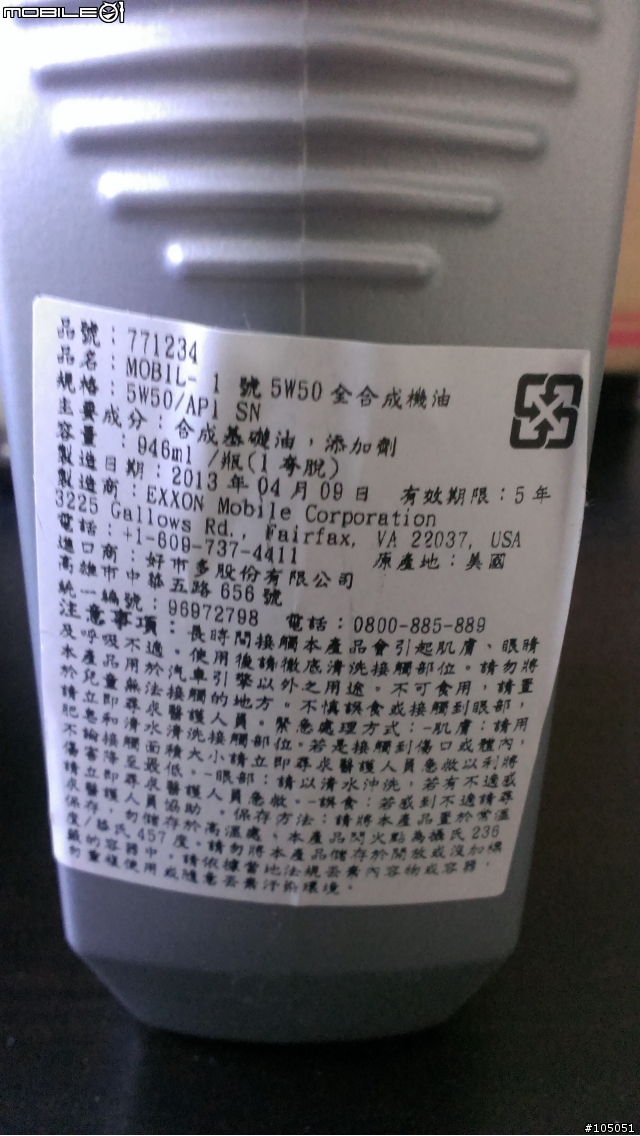 MOBILE01
品號：771234
品名：MOBIL- 1 號 5W50 全合成機油
規格：5W50/API SN
主要成分：合成基礎油，添加劑
容量：946ml /瓶(1 夸脫)
製造日期：2013 年 04 月 09 日 有效期限：5 年
製造商：EXXON Mobile Corporation
3225 Gallows Rd., Fairfax, VA 22037, USA
電話：+1-609-737-4411 原產地：美國
進口商：好市多股份有限公司
高雄市中華五路 656 號
統一編號：96972798 電話：0800-885-889
注意事項：長時間接觸本產品會引起肌膚、眼睛
及呼吸不適。使用後請徹底清洗接觸部位。請勿將
本產品用於汽車引擎以外之用途。不可食用，請置
於兒童無法接觸的地方。不慎誤食或接觸到眼部，
請立即尋求醫護人員。緊急處理方式：-肌膚：請用
肥皂和清水清洗接觸部位。若是接觸到傷口或體內，
不論接觸面積大小請立即尋求醫護人員急救以利將
傷害降至最低。-眼部：請以清水沖洗，若有不適感
請立即尋求醫護人員急救。-誤食：若感到不適請尋
求醫護人員協助 。保存方法：請將本產品置於常溫
保存，勿儲存於高溫處、本產品閃火點為攝氏 236
度/華氏 457 度。請勿將本產品儲存於開放或沒加標
籤的容器中。請依據當地法規丟棄內容物或容器，
勿重複使用或隨意丟棄汙染環境。
#105051